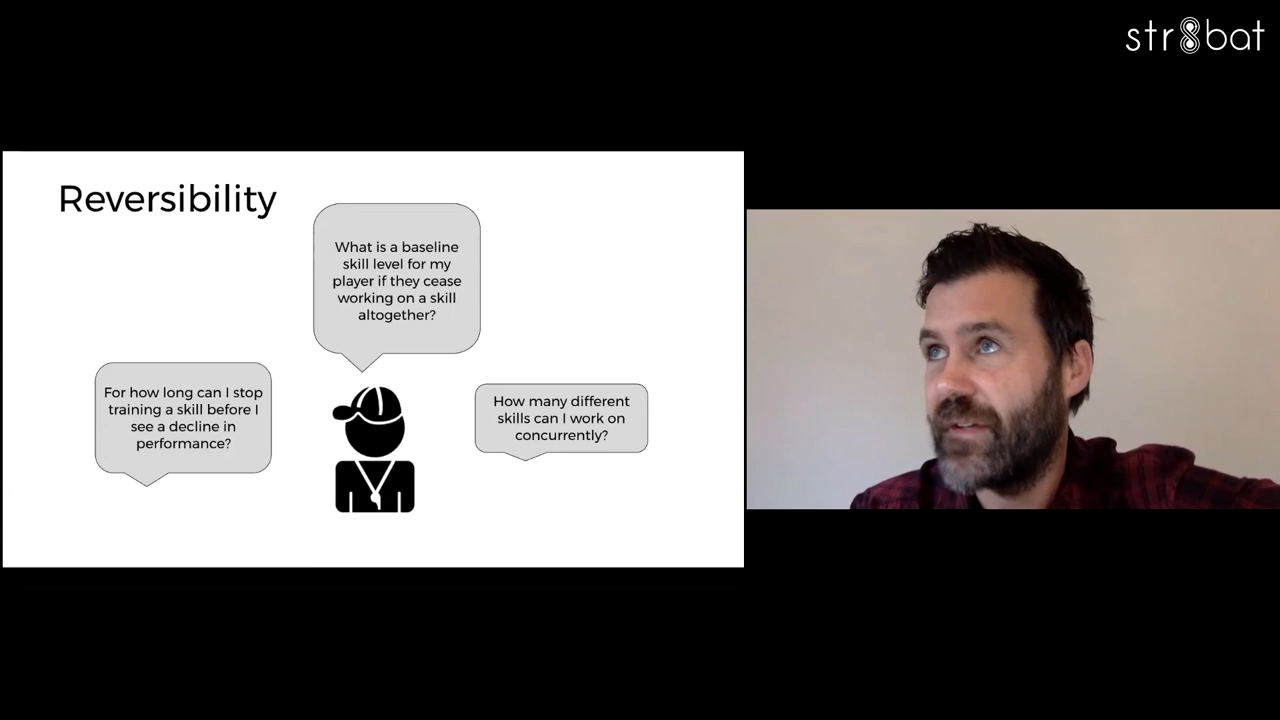 str8bat
Reversibility
What is a baseline
skill level for my
player if they cease
working on a skill
altogether?
For how long can I stop
training a skill before I
see a decline in
performance?
How many different
skills can I work on
concurrently?